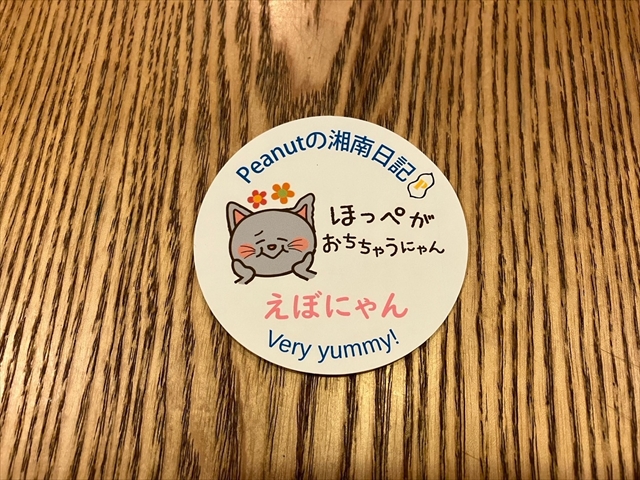 Peanutの湘南日記
P
ほっぺが
おちちゃうにゃん
えぼにゃん
Very yummy!